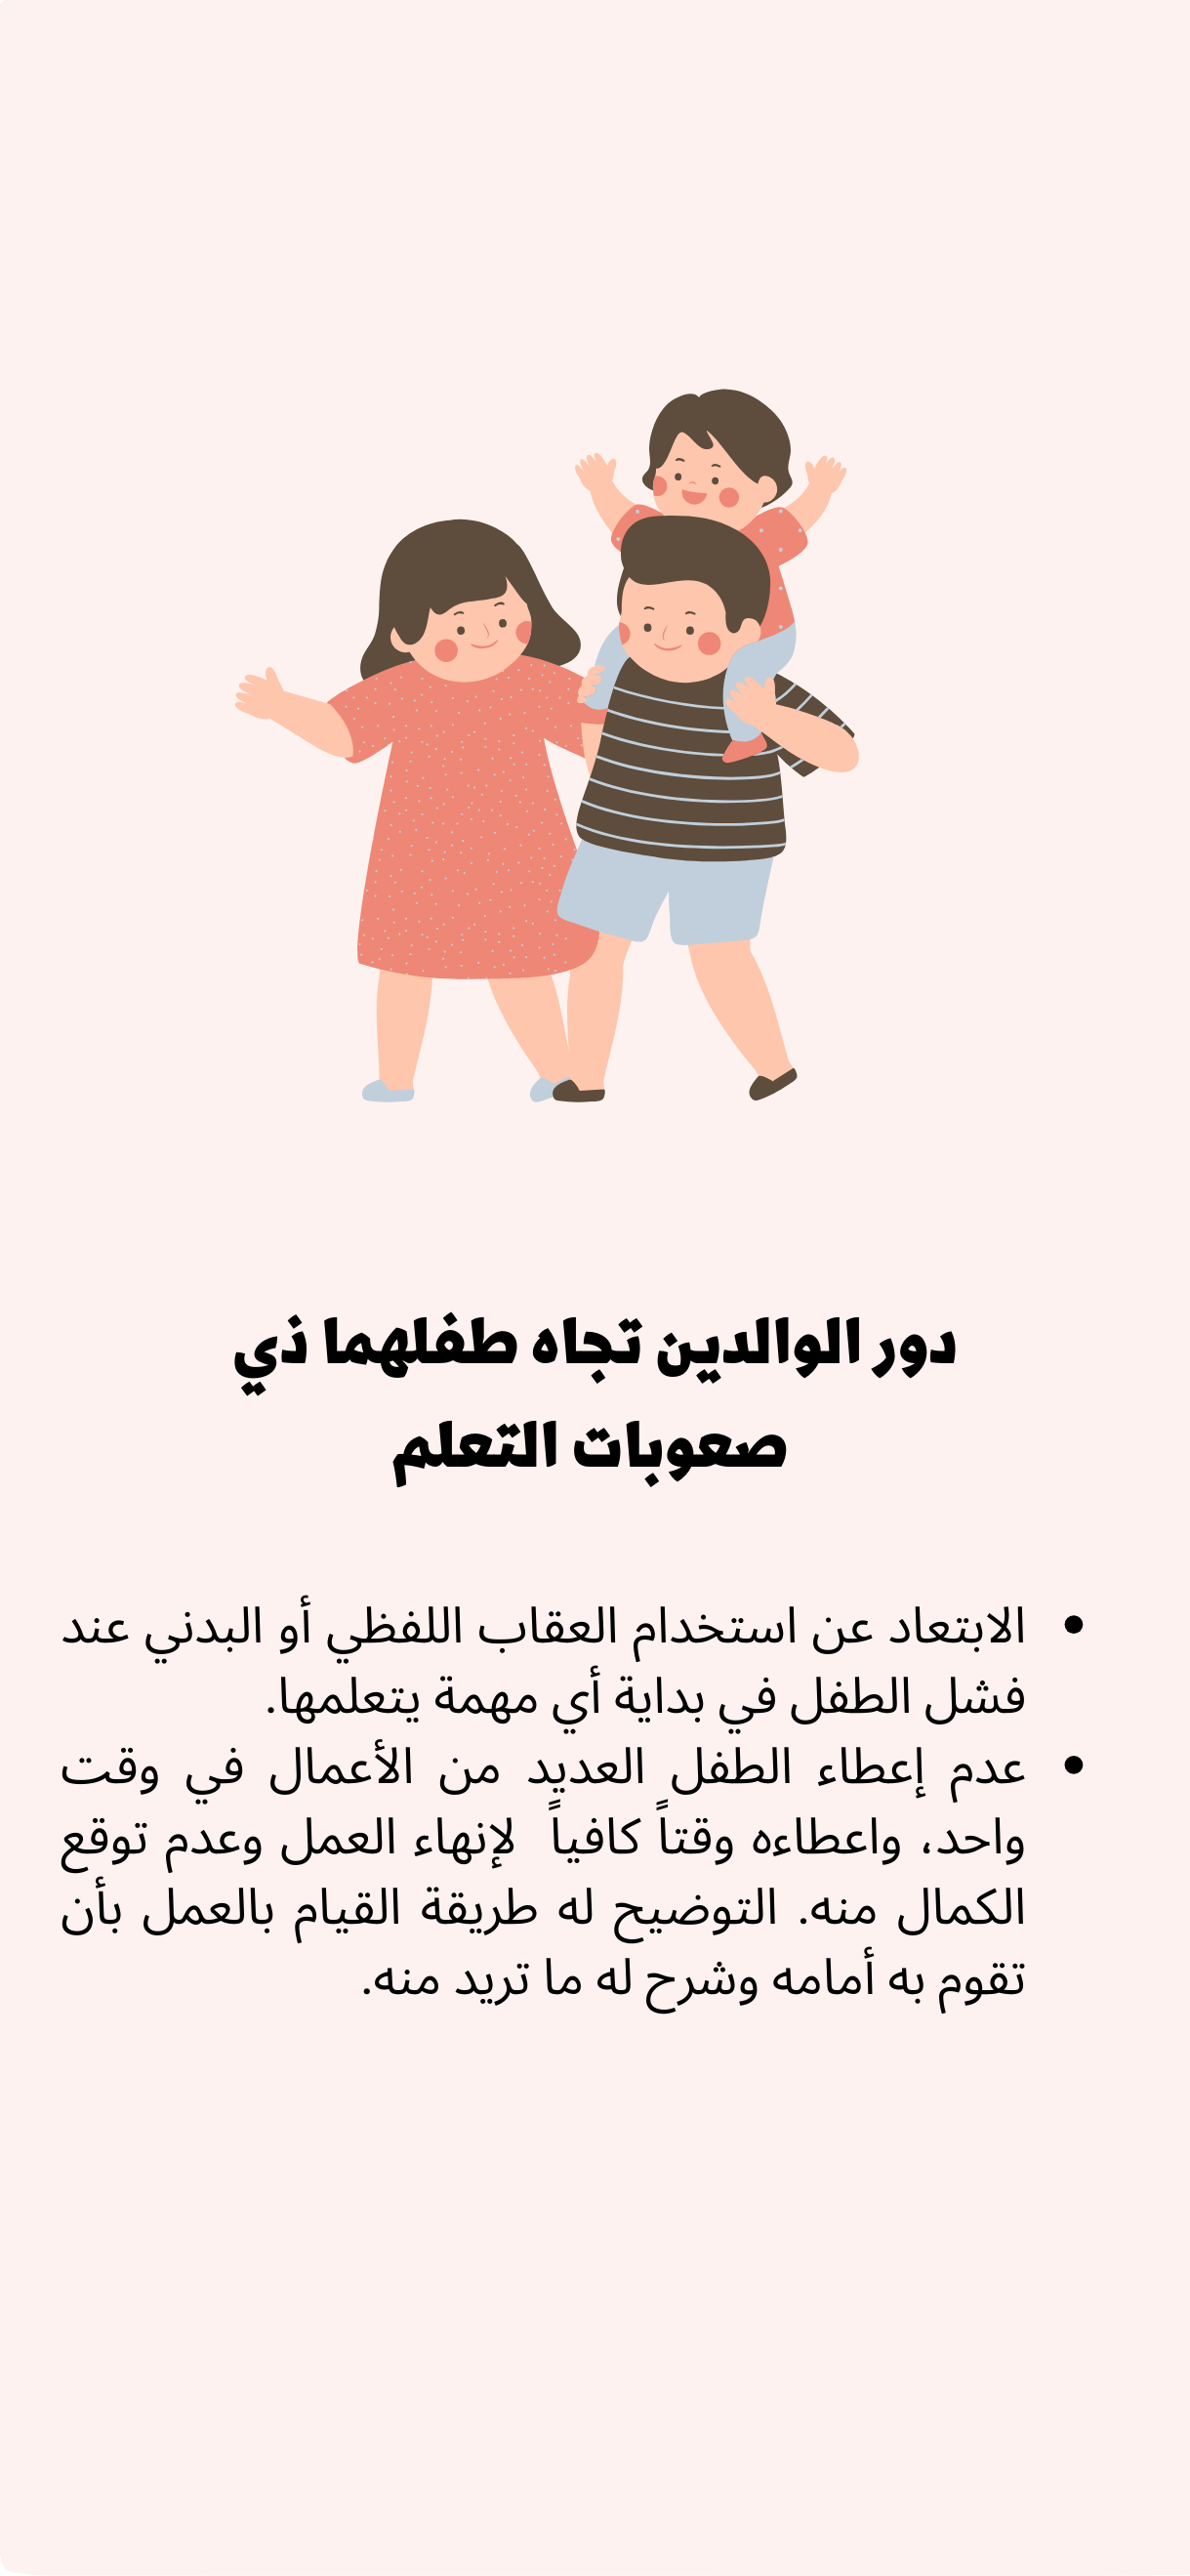 دور الوالدين تجاه طفلهما ذي
صعوبات التعلم
• الابتعاد عن استخدام العقاب اللفظي أو البدني عند
فشل الطفل في بداية أي مهمة يتعلمها.
• عدم إعطاء الطفل العديد من الأعمال في وقت
واحد، واعطاءه وقتاً كافياً لإنهاء العمل وعدم توقع
الكمال منه. التوضيح له طريقة القيام بالعمل بأن
تقوم به أمامه وشرح له ما تريد منه.